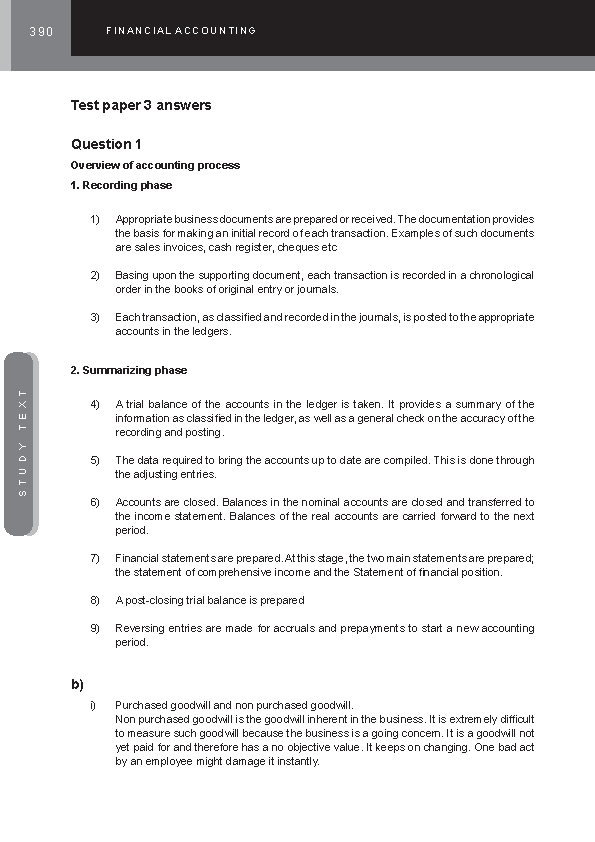 390
FINANCIAL ACCOUNTING
Test paper 3 answers
Question 1
Overview of accounting process
1. Recording phase
1) Appropriate business documents are prepared or received. The documentation provides
the basis for making an initial record of each transaction. Examples of such documents
are sales invoices, cash register, cheques etc
2) Basing upon the supporting document, each transaction is recorded in a chronological
order in the books of original entry or journals.
3) Each transaction, as classified and recorded in the journals, is posted to the appropriate
accounts in the ledgers.
2. Summarizing phase
4) A trial balance of the accounts in the ledger is taken. It provides a summary of the
information as classified in the ledger, as well as a general check on the accuracy of the
recording and posting.
5) The data required to bring the accounts up to date are compiled. This is done through
the adjusting entries.
6) Accounts are closed. Balances in the nominal accounts are closed and transferred to
the income statement. Balances of the real accounts are carried forward to the next
period.
7) Financial statements are prepared. At this stage, the two main statements are prepared;
the statement of comprehensive income and the Statement of financial position.
8) A post-closing trial balance is prepared
9) Reversing entries are made for accruals and prepayments to start a new accounting
period.
b)
i) Purchased goodwill and non purchased goodwill.
Non purchased goodwill is the goodwill inherent in the business. It is extremely difficult
to measure such goodwill because the business is a going concern. It is a goodwill not
yet paid for and therefore has a no objective value. It keeps on changing. One bad act
by an employee might damage it instantly.
STUDY TEXT